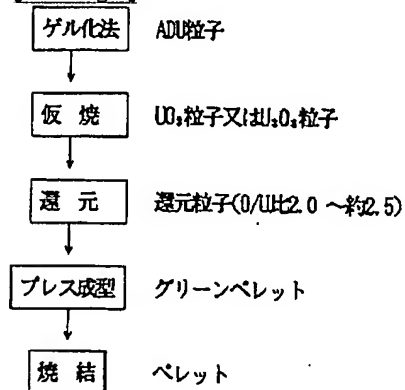 ゲル化法 ADU粒子
仮焼 UO₃粒子又はU₃O₈粒子
還元 還元粒子(O/U比2.0 ~約2.5)
プレス成型 グリーンペレット
焼結 ペレット